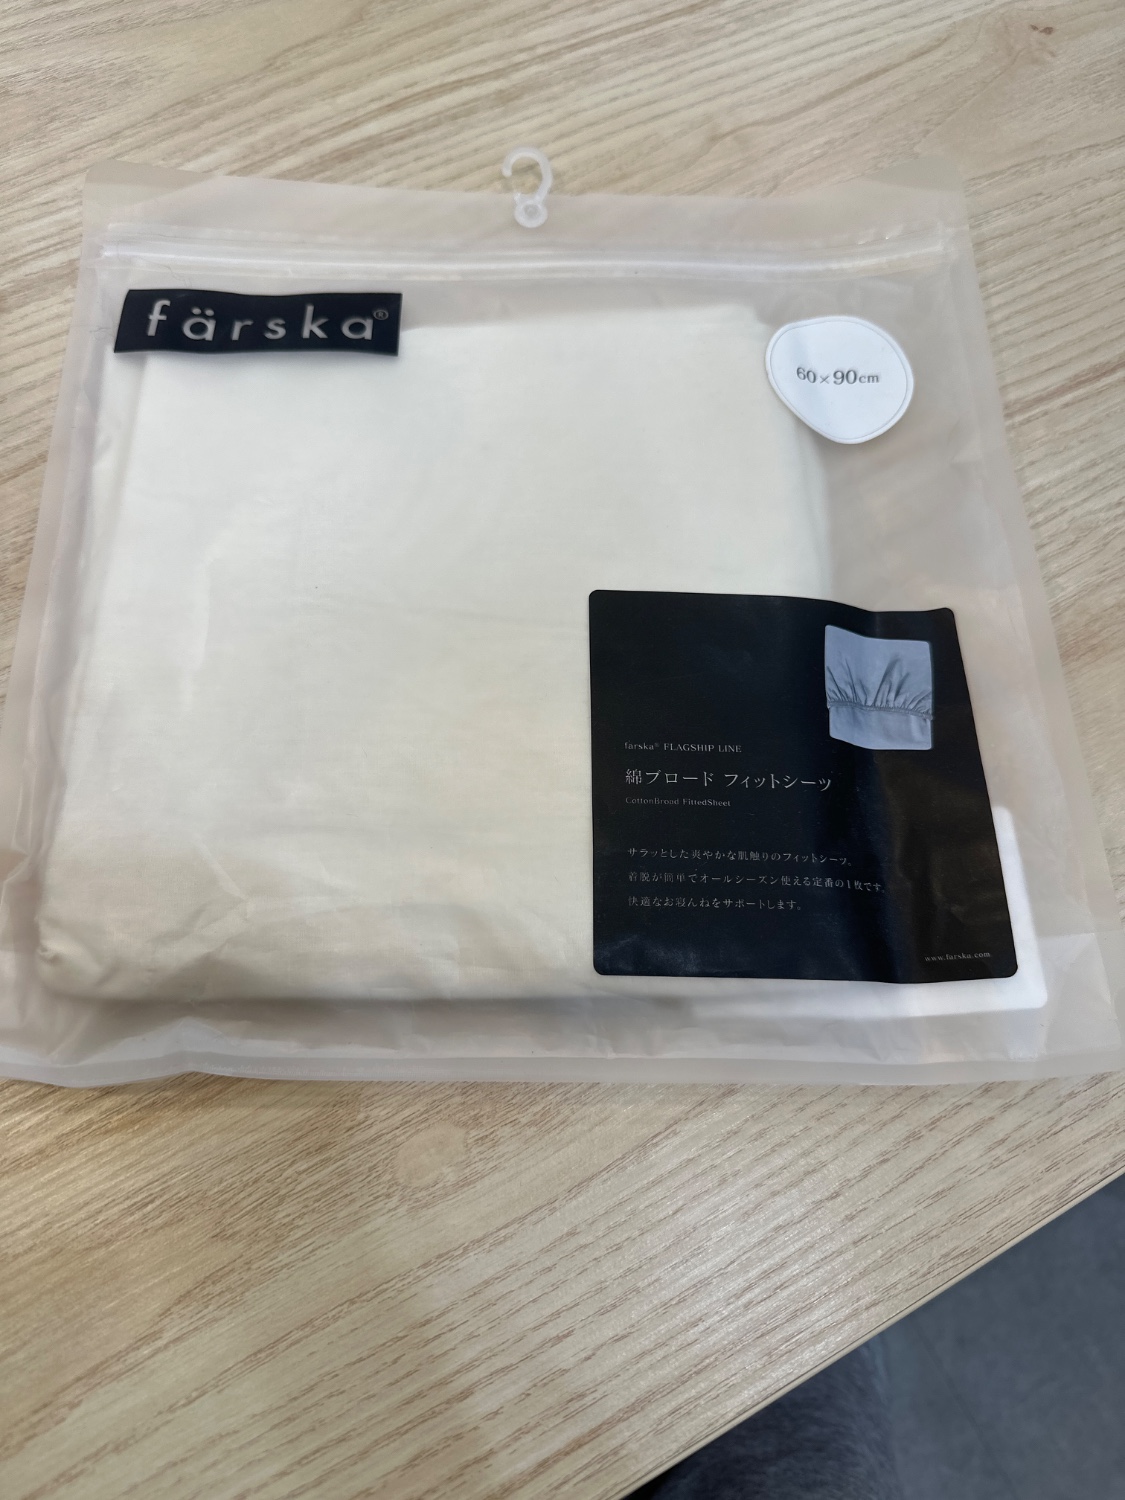 färska®
60×90cm
farska® FLAGSHIP LINE
綿ブロード フィットシーツ
CottonBroad FittedSheet
サラッとした爽やかな肌触りのフィットシーツ。
着脱が簡単でオールシーズン使える定番の1枚です。
快適なお寝んねをサポートします。
www.farska.com